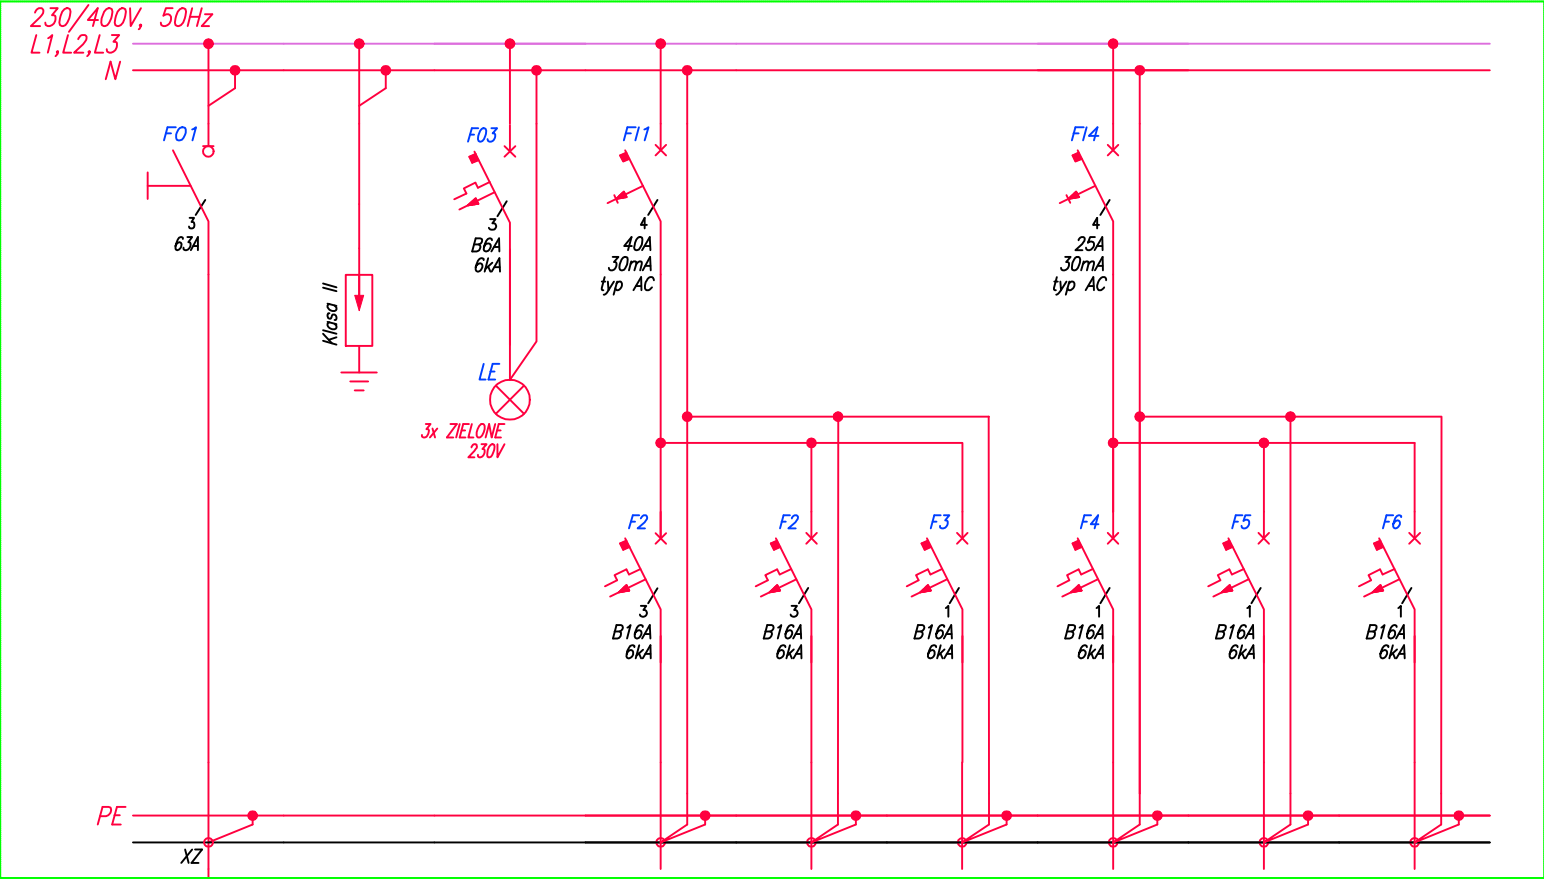 230/400V, 50Hz
L1,L2,L3
N
F01
3
63A
Klasa II
F03
3
B6A
6kA
LE
3x ZIELONE
230V
FI1
4
40A
30mA
typ AC
FI4
4
25A
30mA
typ AC
F2
3
B16A
6kA
F2
3
B16A
6kA
F3
1
B16A
6kA
F4
1
B16A
6kA
F5
1
B16A
6kA
F6
1
B16A
6kA
PE
XZ